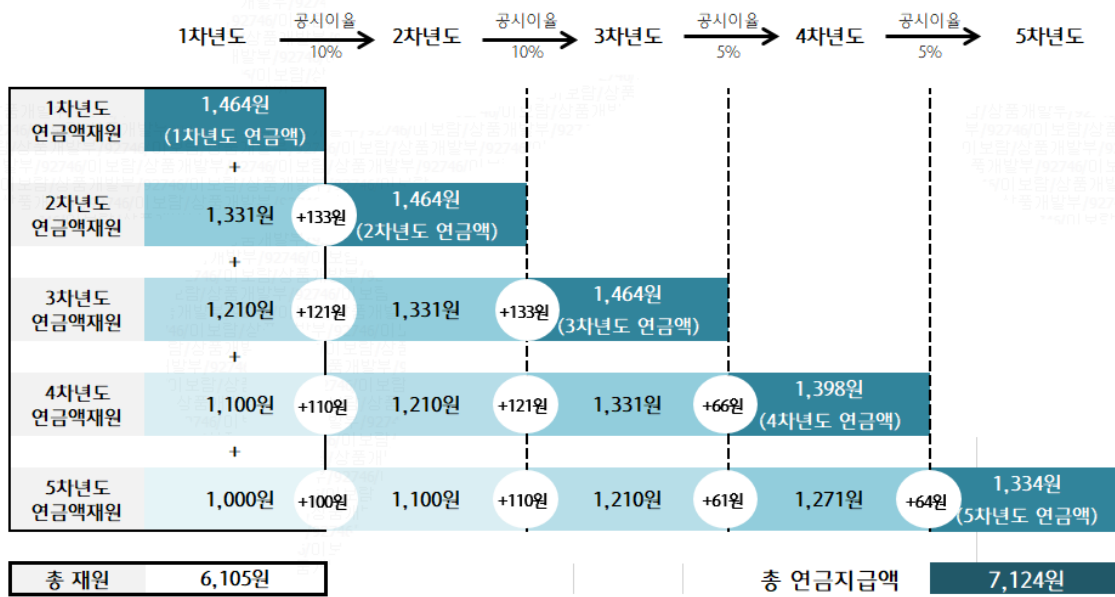 공시이율 공시이율 공시이율 공시이율
1차년도 2차년도 3차년도 4차년도 5차년도
10% 10% 5% 5%
1차년도
연금액재원
1,464원
(1차년도 연금액)
+
2차년도
연금액재원
1,331원 +133원
1,464원
(2차년도 연금액)
+
3차년도
연금액재원
1,210원 +121원 1,331원 +133원
1,464원
(3차년도 연금액)
+
4차년도
연금액재원
1,100원 +110원 1,210원 +121원 1,331원 +66원
1,398원
(4차년도 연금액)
+
5차년도
연금액재원
1,000원 +100원 1,100원 +110원 1,210원 +61원 1,271원 +64원
1,334원
(5차년도 연금액)
총 재원 6,105원 총 연금지급액 7,124원